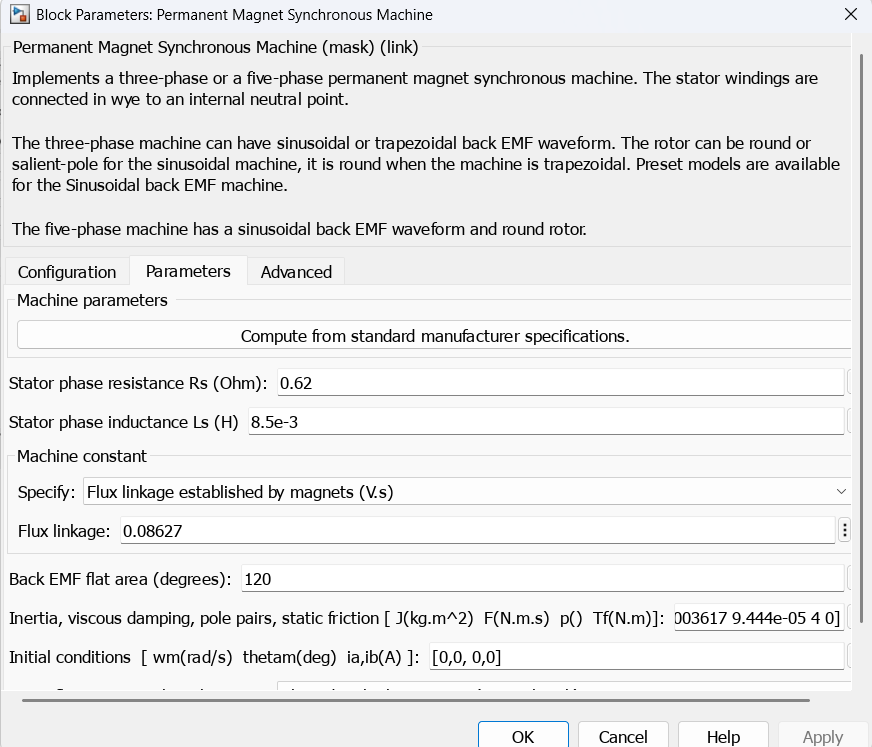 Block Parameters: Permanent Magnet Synchronous Machine
Permanent Magnet Synchronous Machine (mask) (link)
Implements a three-phase or a five-phase permanent magnet synchronous machine. The stator windings are
connected in wye to an internal neutral point.
The three-phase machine can have sinusoidal or trapezoidal back EMF waveform. The rotor can be round or
salient-pole for the sinusoidal machine, it is round when the machine is trapezoidal. Preset models are available
for the Sinusoidal back EMF machine.
The five-phase machine has a sinusoidal back EMF waveform and round rotor.
Configuration Parameters Advanced
Machine parameters
Compute from standard manufacturer specifications.
Stator phase resistance Rs (Ohm): 0.62
Stator phase inductance Ls (H) 8.5e-3
Machine constant
Specify: Flux linkage established by magnets (V.s)
Flux linkage: 0.08627
Back EMF flat area (degrees): 120
Inertia, viscous damping, pole pairs, static friction [ J(kg.m^2)  F(N.m.s)  p()  Tf(N.m)]: 003617 9.444e-05 4 0]
Initial conditions  [ wm(rad/s)  thetam(deg)  ia,ib(A) ]: [0,0, 0,0]
OK Cancel Help Apply